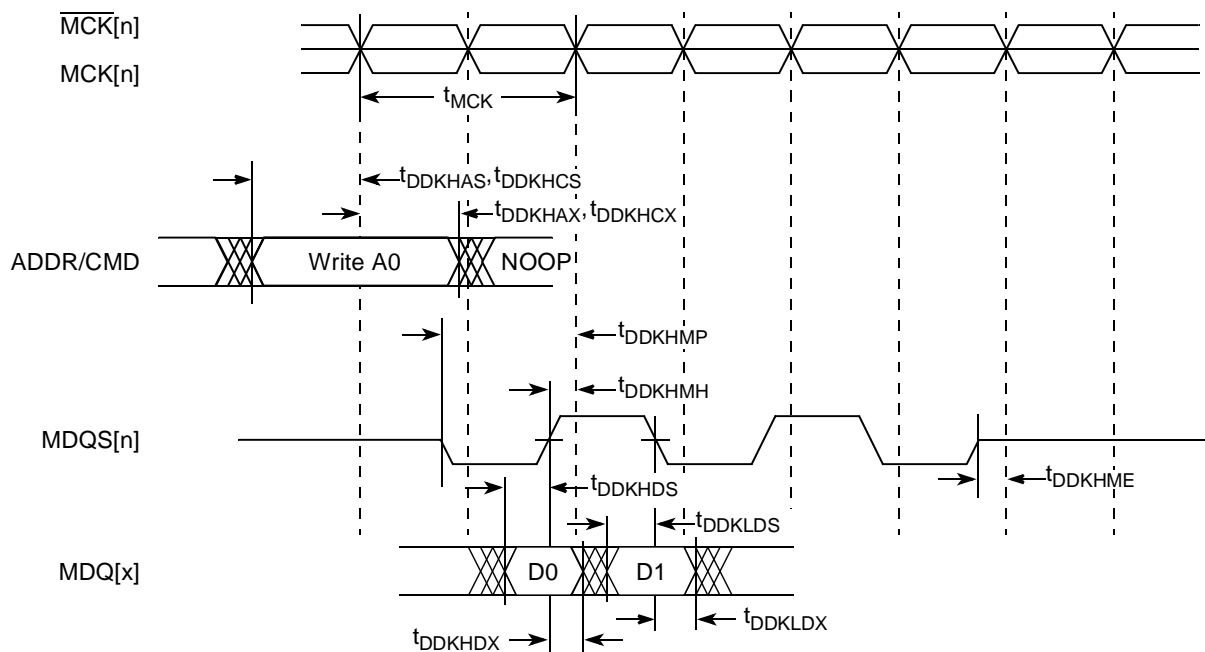 M̅C̅K̅[n]
MCK[n]
tMCK
tDDKHAS,tDDKHCS
tDDKHAX,tDDKHCX
ADDR/CMD Write A0 NOOP
tDDKHMP
tDDKHMH
MDQS[n]
tDDKHME
tDDKHDS
tDDKLDS
MDQ[x] D0 D1
tDDKLDX
tDDKHDX